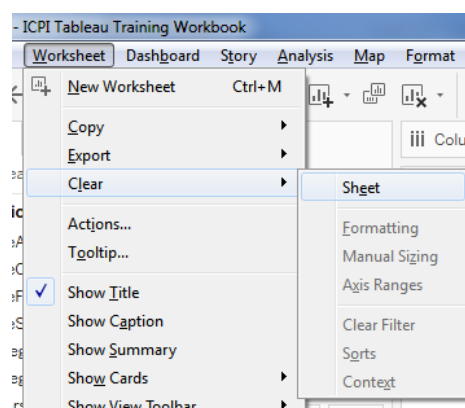 - ICPI Tableau Training Workbook
Worksheet Dashboard Story Analysis Map Format
New Worksheet Ctrl+M
Copy
Export
iii Colu
Clear
Sheet
Actions...
Formatting
Tooltip...
Manual Sizing
Axis Ranges
Show Title
Show Caption
Clear Filter
Show Summary
Sorts
Show Cards
Context
Show View Toolbar